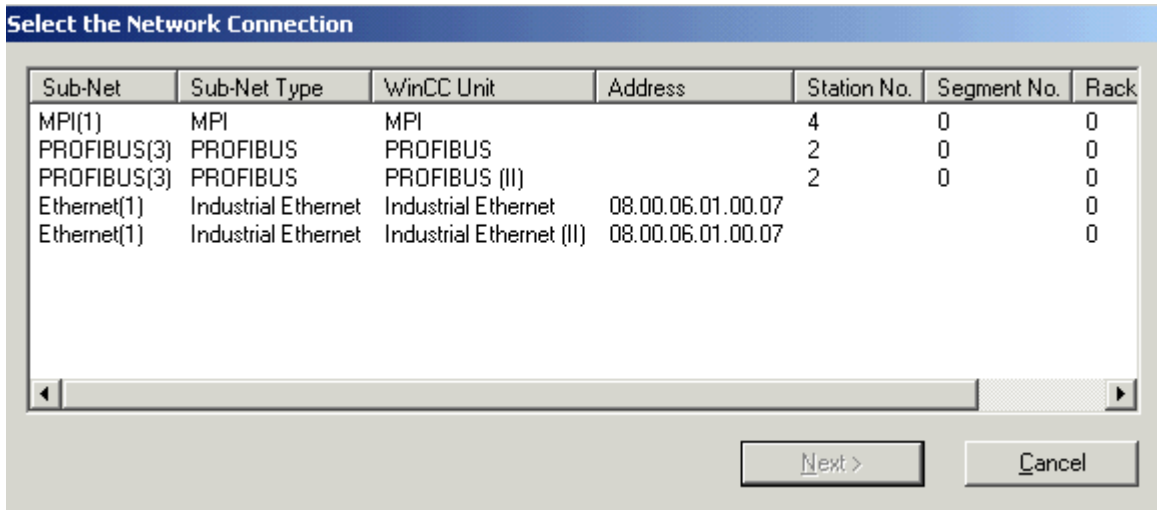 Select the Network Connection
Sub-Net Sub-Net Type WinCC Unit Address Station No. Segment No. Rack
MPI(1) MPI MPI 4 0 0
PROFIBUS(3) PROFIBUS PROFIBUS 2 0 0
PROFIBUS(3) PROFIBUS PROFIBUS (II) 2 0 0
Ethernet(1) Industrial Ethernet Industrial Ethernet 08.00.06.01.00.07 0
Ethernet(1) Industrial Ethernet Industrial Ethernet (II) 08.00.06.01.00.07 0
Next > Cancel